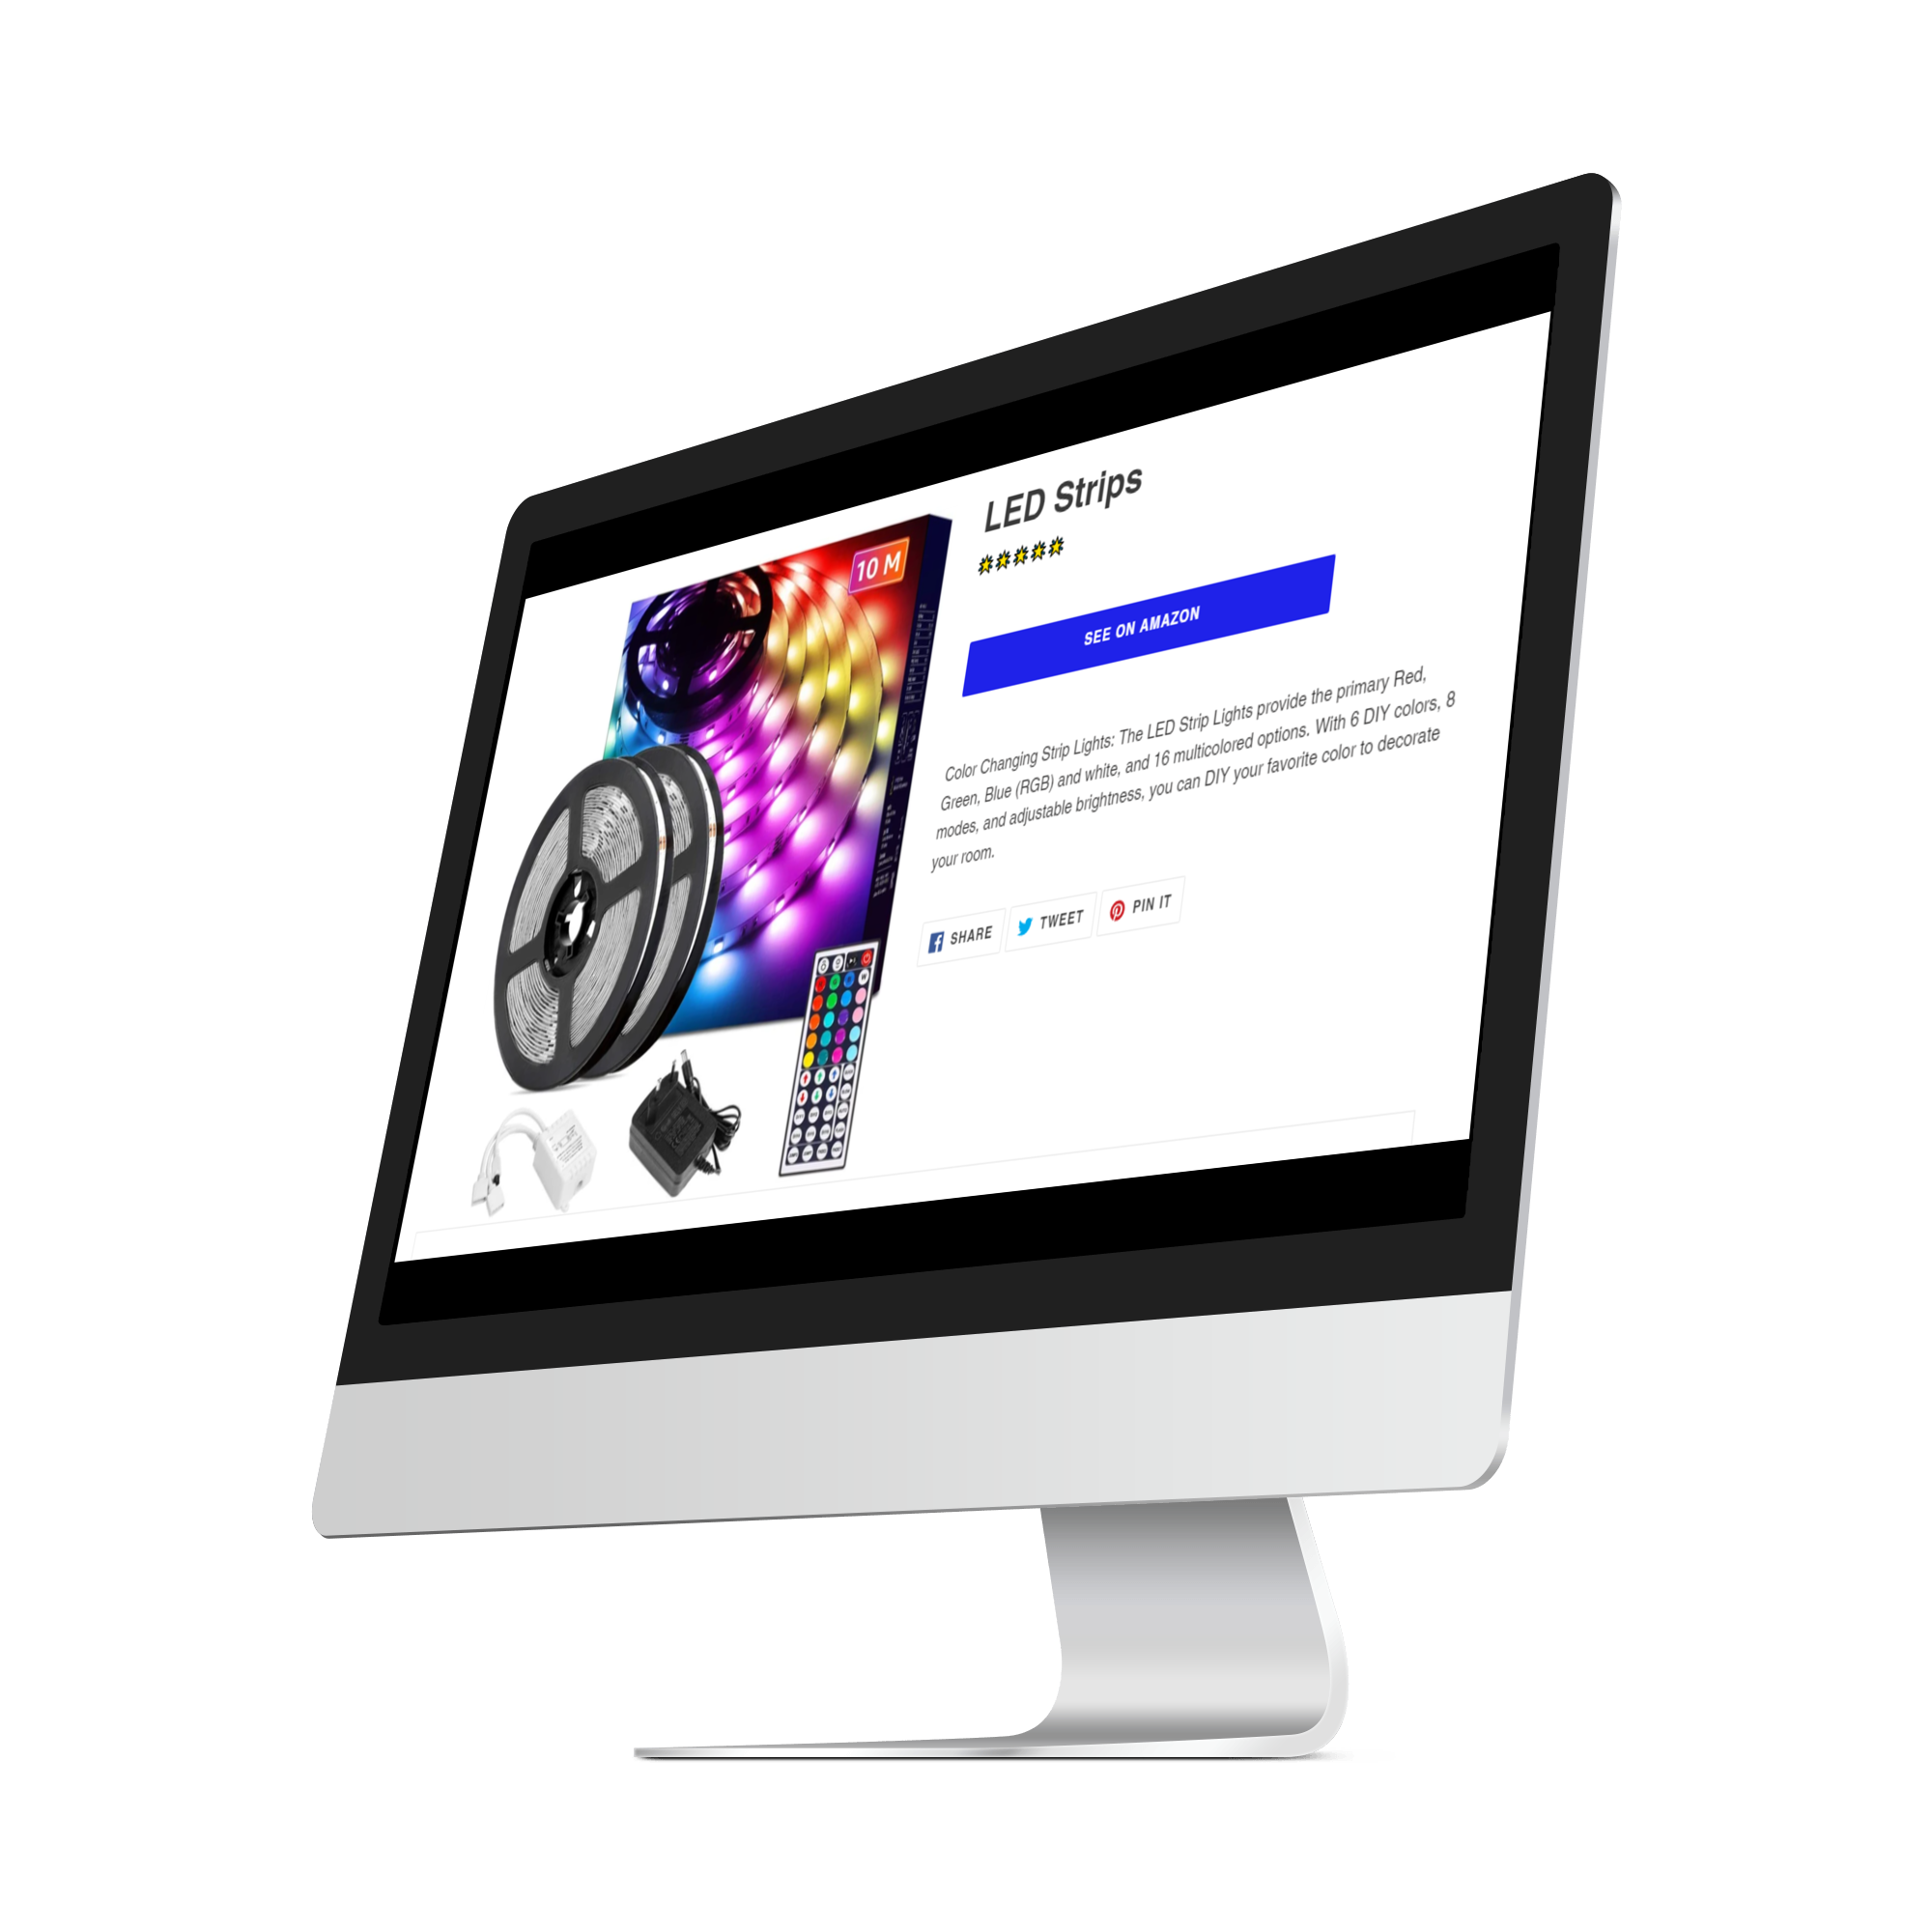 LED Strips
10 M
SEE ON AMAZON
Color Changing Strip Lights: The LED Strip Lights provide the primary Red,
Green, Blue (RGB) and white, and 16 multicolored options. With 6 DIY colors, 8
modes, and adjustable brightness, you can DIY your favorite color to decorate
your room.
SHARE
TWEET
PIN IT
W